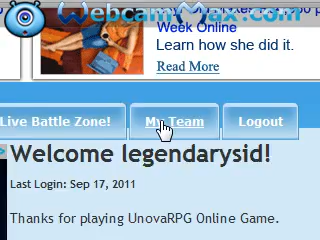 WebcamMax.com
Week Online
Learn how she did it.
Read More
Live Battle Zone!
My Team
Logout
Welcome legendarysid!
Last Login: Sep 17, 2011
Thanks for playing UnovaRPG Online Game.